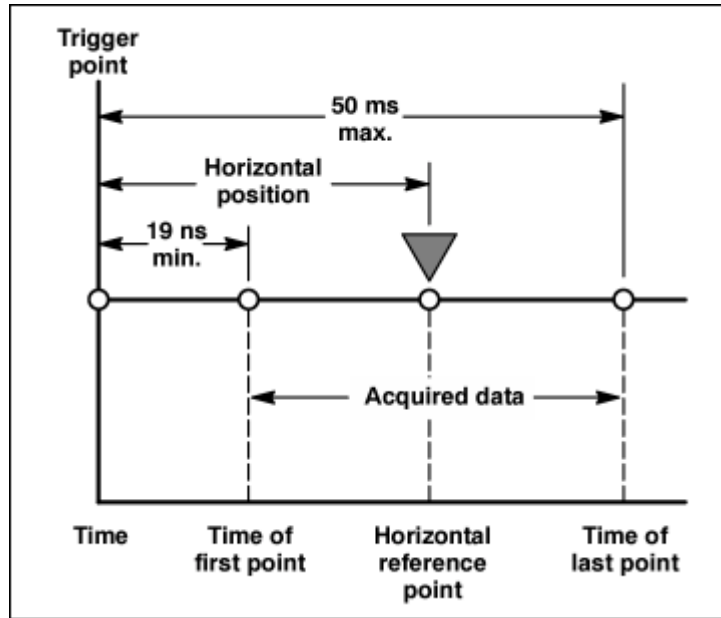 Trigger
point
50 ms
max.
Horizontal
position
19 ns
min.
Acquired data
Time
Time of
first point
Horizontal
reference
point
Time of
last point